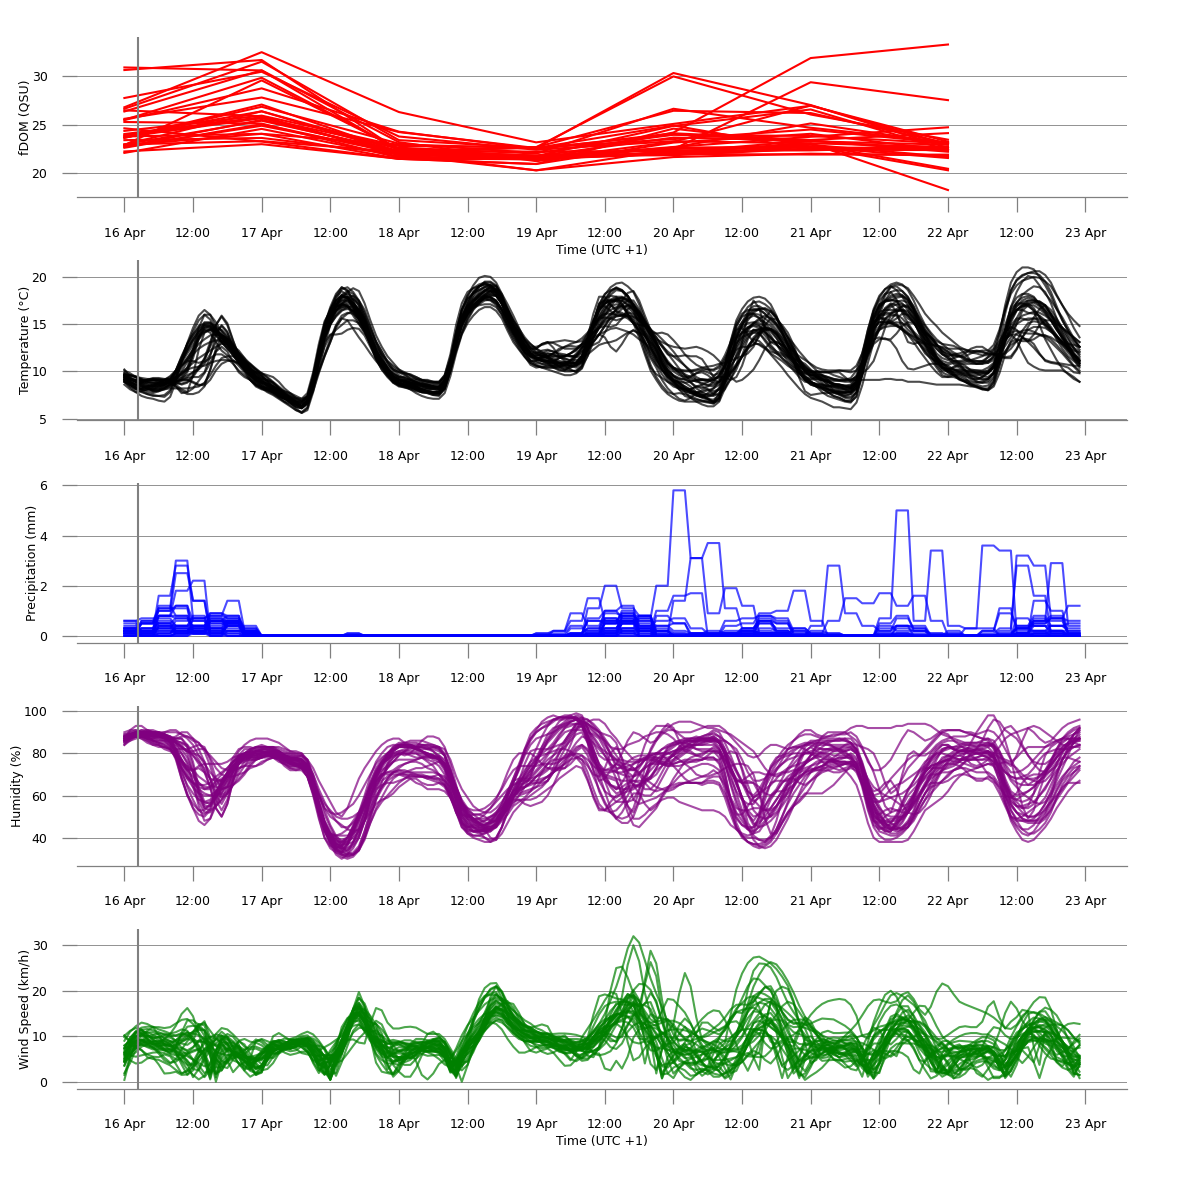 fDOM (QSU)
30
25
20
16 Apr 12:00 17 Apr 12:00 18 Apr 12:00 19 Apr 12:00 20 Apr 12:00 21 Apr 12:00 22 Apr 12:00 23 Apr
Time (UTC +1)
Temperature (°C)
20
15
10
5
16 Apr 12:00 17 Apr 12:00 18 Apr 12:00 19 Apr 12:00 20 Apr 12:00 21 Apr 12:00 22 Apr 12:00 23 Apr
Precipitation (mm)
6
4
2
0
16 Apr 12:00 17 Apr 12:00 18 Apr 12:00 19 Apr 12:00 20 Apr 12:00 21 Apr 12:00 22 Apr 12:00 23 Apr
Humidity (%)
100
80
60
40
16 Apr 12:00 17 Apr 12:00 18 Apr 12:00 19 Apr 12:00 20 Apr 12:00 21 Apr 12:00 22 Apr 12:00 23 Apr
Wind Speed (km/h)
30
20
10
0
16 Apr 12:00 17 Apr 12:00 18 Apr 12:00 19 Apr 12:00 20 Apr 12:00 21 Apr 12:00 22 Apr 12:00 23 Apr
Time (UTC +1)